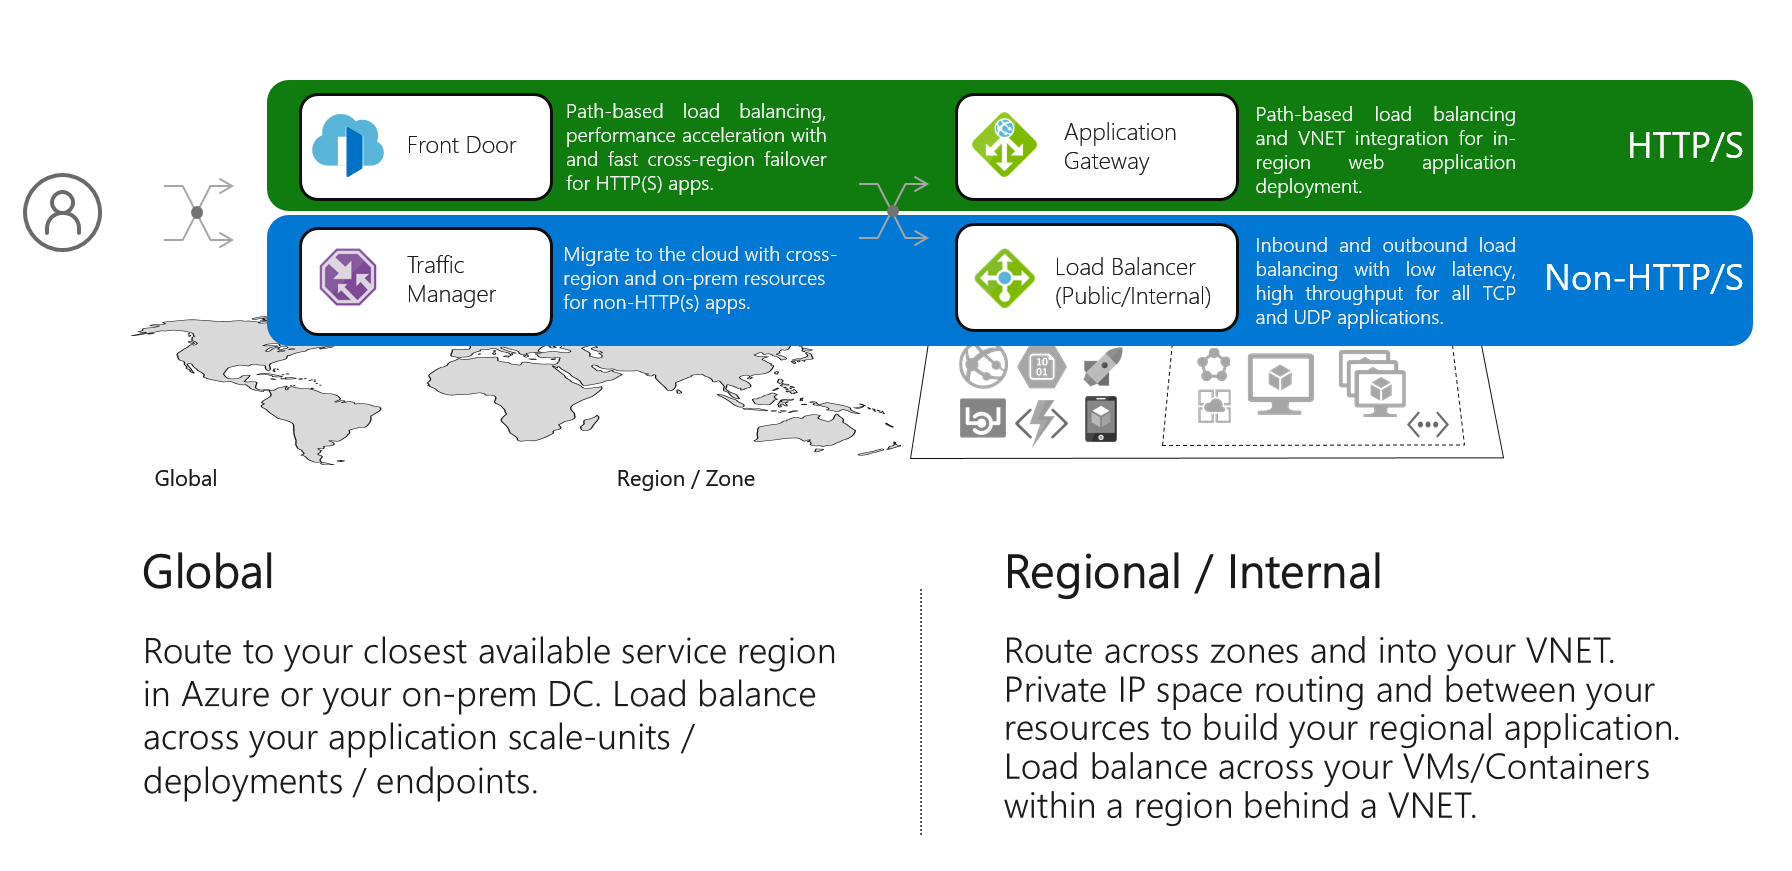 Front Door
Path-based load balancing,
performance acceleration with
and fast cross-region failover
for HTTP(S) apps.
Application
Gateway
Path-based load balancing
and VNET integration for in-
region web application
deployment.
HTTP/S
Traffic
Manager
Migrate to the cloud with cross-
region and on-prem resources
for non-HTTP(s) apps.
Load Balancer
(Public/Internal)
Inbound and outbound load
balancing with low latency,
high throughput for all TCP
and UDP applications.
Non-HTTP/S
10
01
Global
Region / Zone
Global
Route to your closest available service region
in Azure or your on-prem DC. Load balance
across your application scale-units /
deployments / endpoints.
Regional / Internal
Route across zones and into your VNET.
Private IP space routing and between your
resources to build your regional application.
Load balance across your VMs/Containers
within a region behind a VNET.